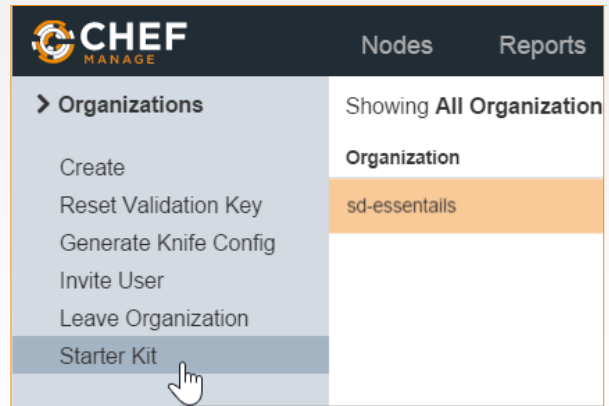 CHEF
MANAGE
Nodes Reports
Organizations
Create
Reset Validation Key
Generate Knife Config
Invite User
Leave Organization
Starter Kit
Showing All Organization
Organization
sd-essentails